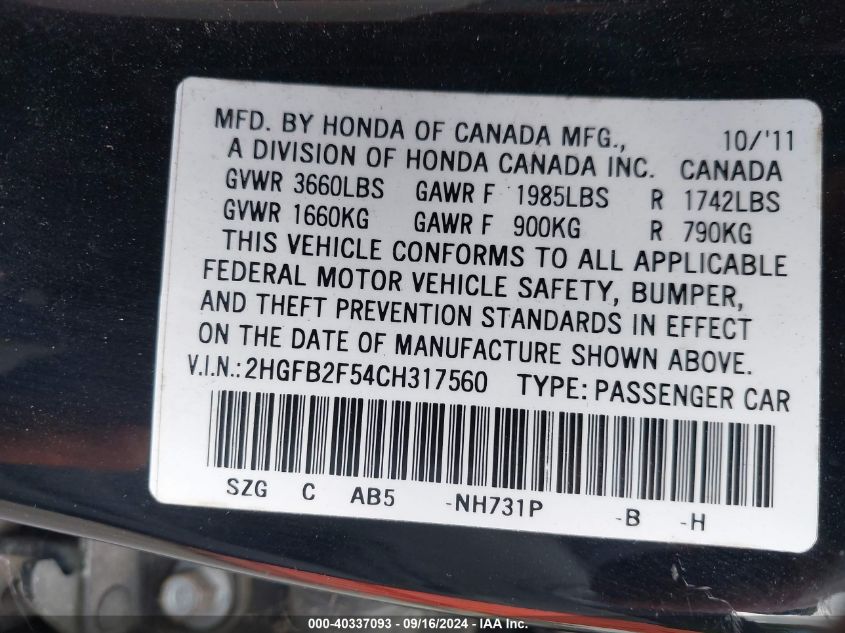 MFD. BY HONDA OF CANADA MFG., 10/'11
A DIVISION OF HONDA CANADA INC. CANADA
GVWR 3660LBS GAWR F 1985LBS R 1742LBS
GVWR 1660KG GAWR F 900KG R 790KG
THIS VEHICLE CONFORMS TO ALL APPLICABLE
FEDERAL MOTOR VEHICLE SAFETY, BUMPER,
AND THEFT PREVENTION STANDARDS IN EFFECT
ON THE DATE OF MANUFACTURE SHOWN ABOVE.
V.I.N.: 2HGFB2F54CH317560 TYPE: PASSENGER CAR
SZG C AB5 -NH731P -B -H
000-40337093 - 09/16/2024 - IAA Inc.